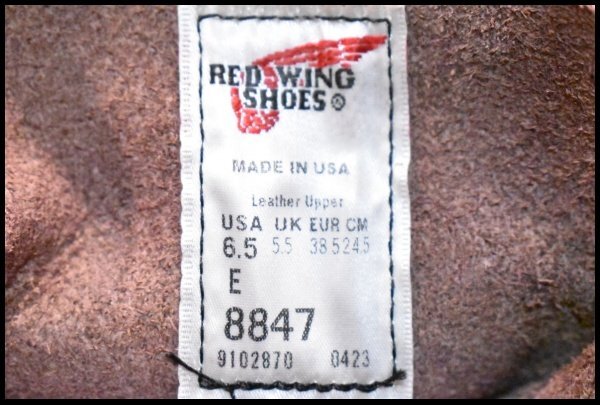 RED WING
SHOES®
MADE IN USA
Leather Upper
USA UK EUR CM
6.5 5.5 38.5 24.5
E
8847
9102870 0423